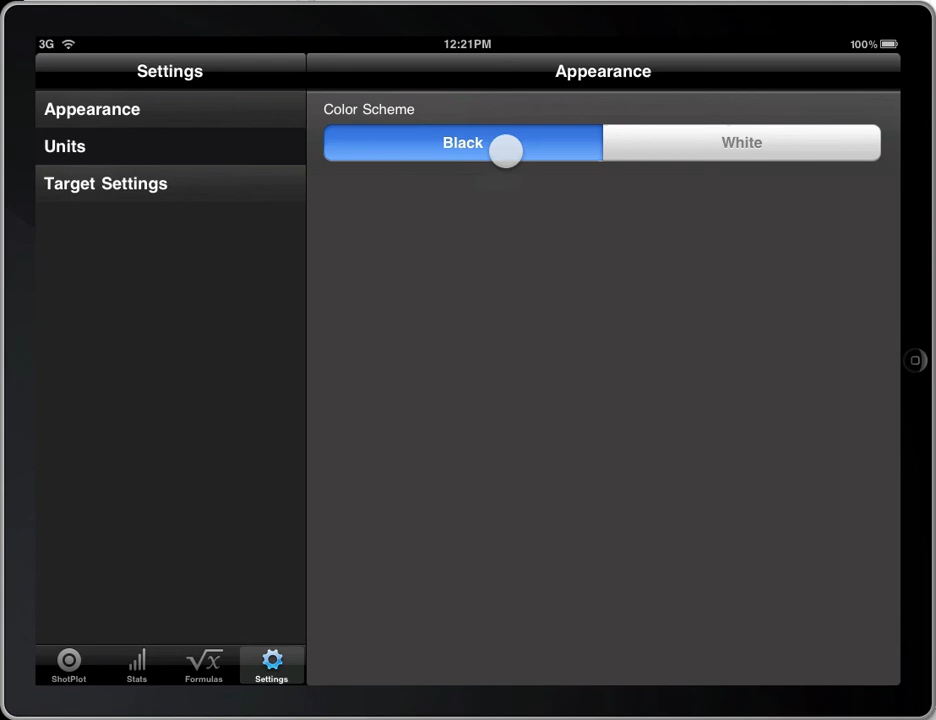 3G 12:21PM 100%
Settings Appearance
Appearance
Units
Target Settings
Color Scheme
Black White
ShotPlot Stats Formulas Settings
√x